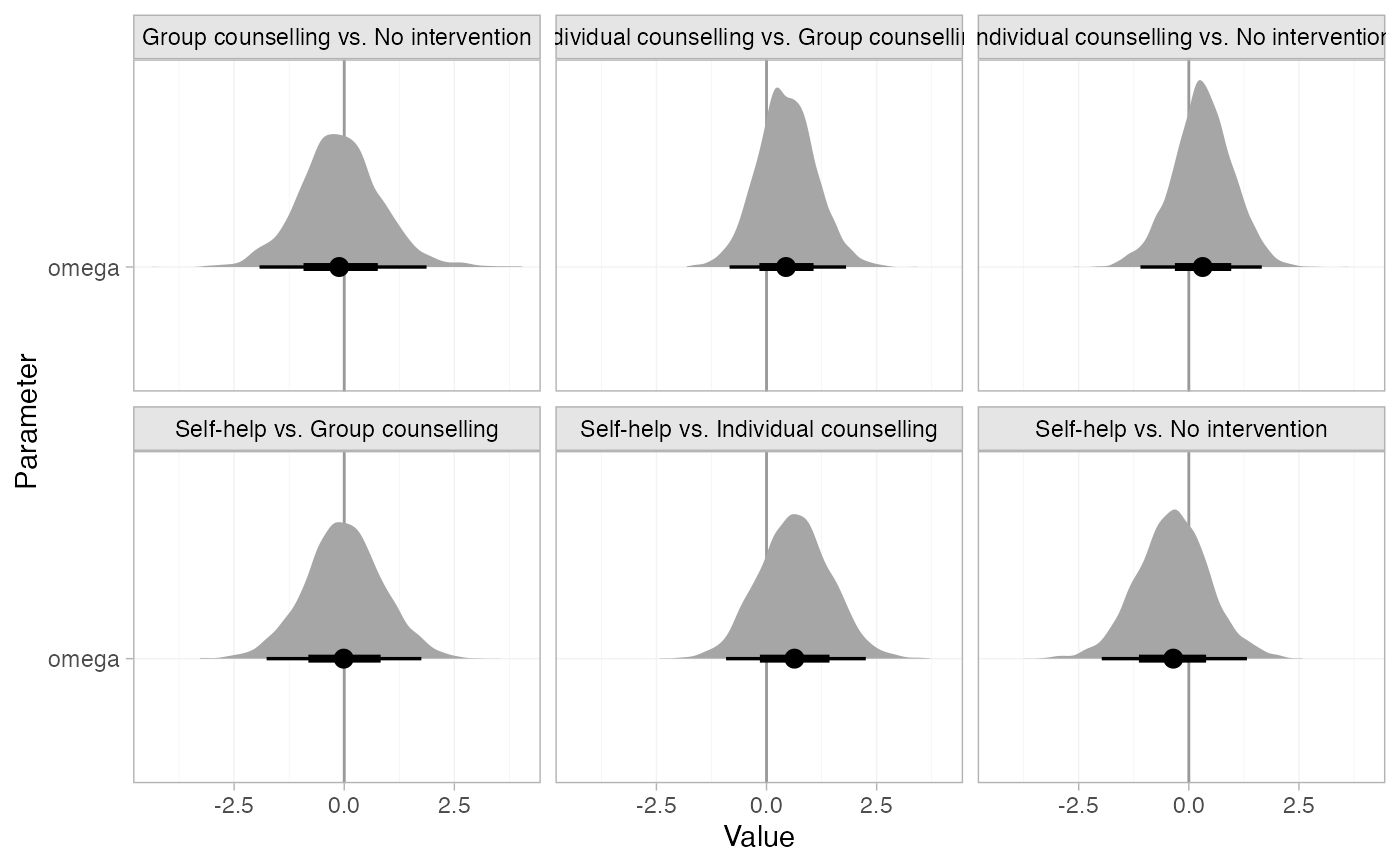 Group counselling vs. No intervention
dividual counselling vs. Group counsellin
ndividual counselling vs. No intervention
omega
Self-help vs. Group counselling
Self-help vs. Individual counselling
Self-help vs. No intervention
omega
-2.5 0.0 2.5 -2.5 0.0 2.5 -2.5 0.0 2.5
Value
Parameter